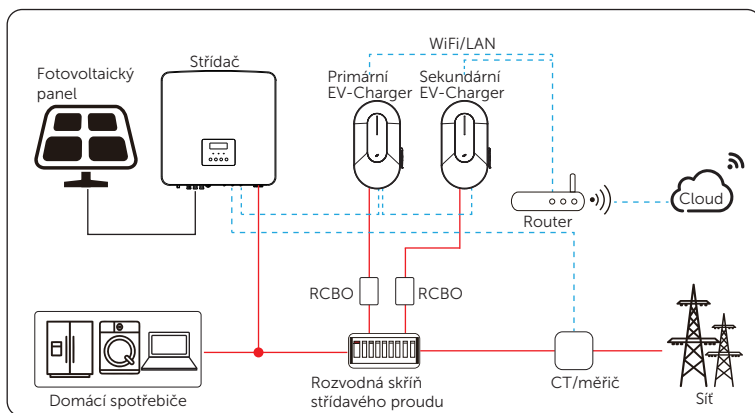 WiFi/LAN
Střídač
Fotovoltaický
panel
Primární
EV-Charger
Sekundární
EV-Charger
Cloud
Router
RCBO
RCBO
Domácí spotřebiče
Rozvodná skříň
střídavého proudu
CT/měřič
Síť